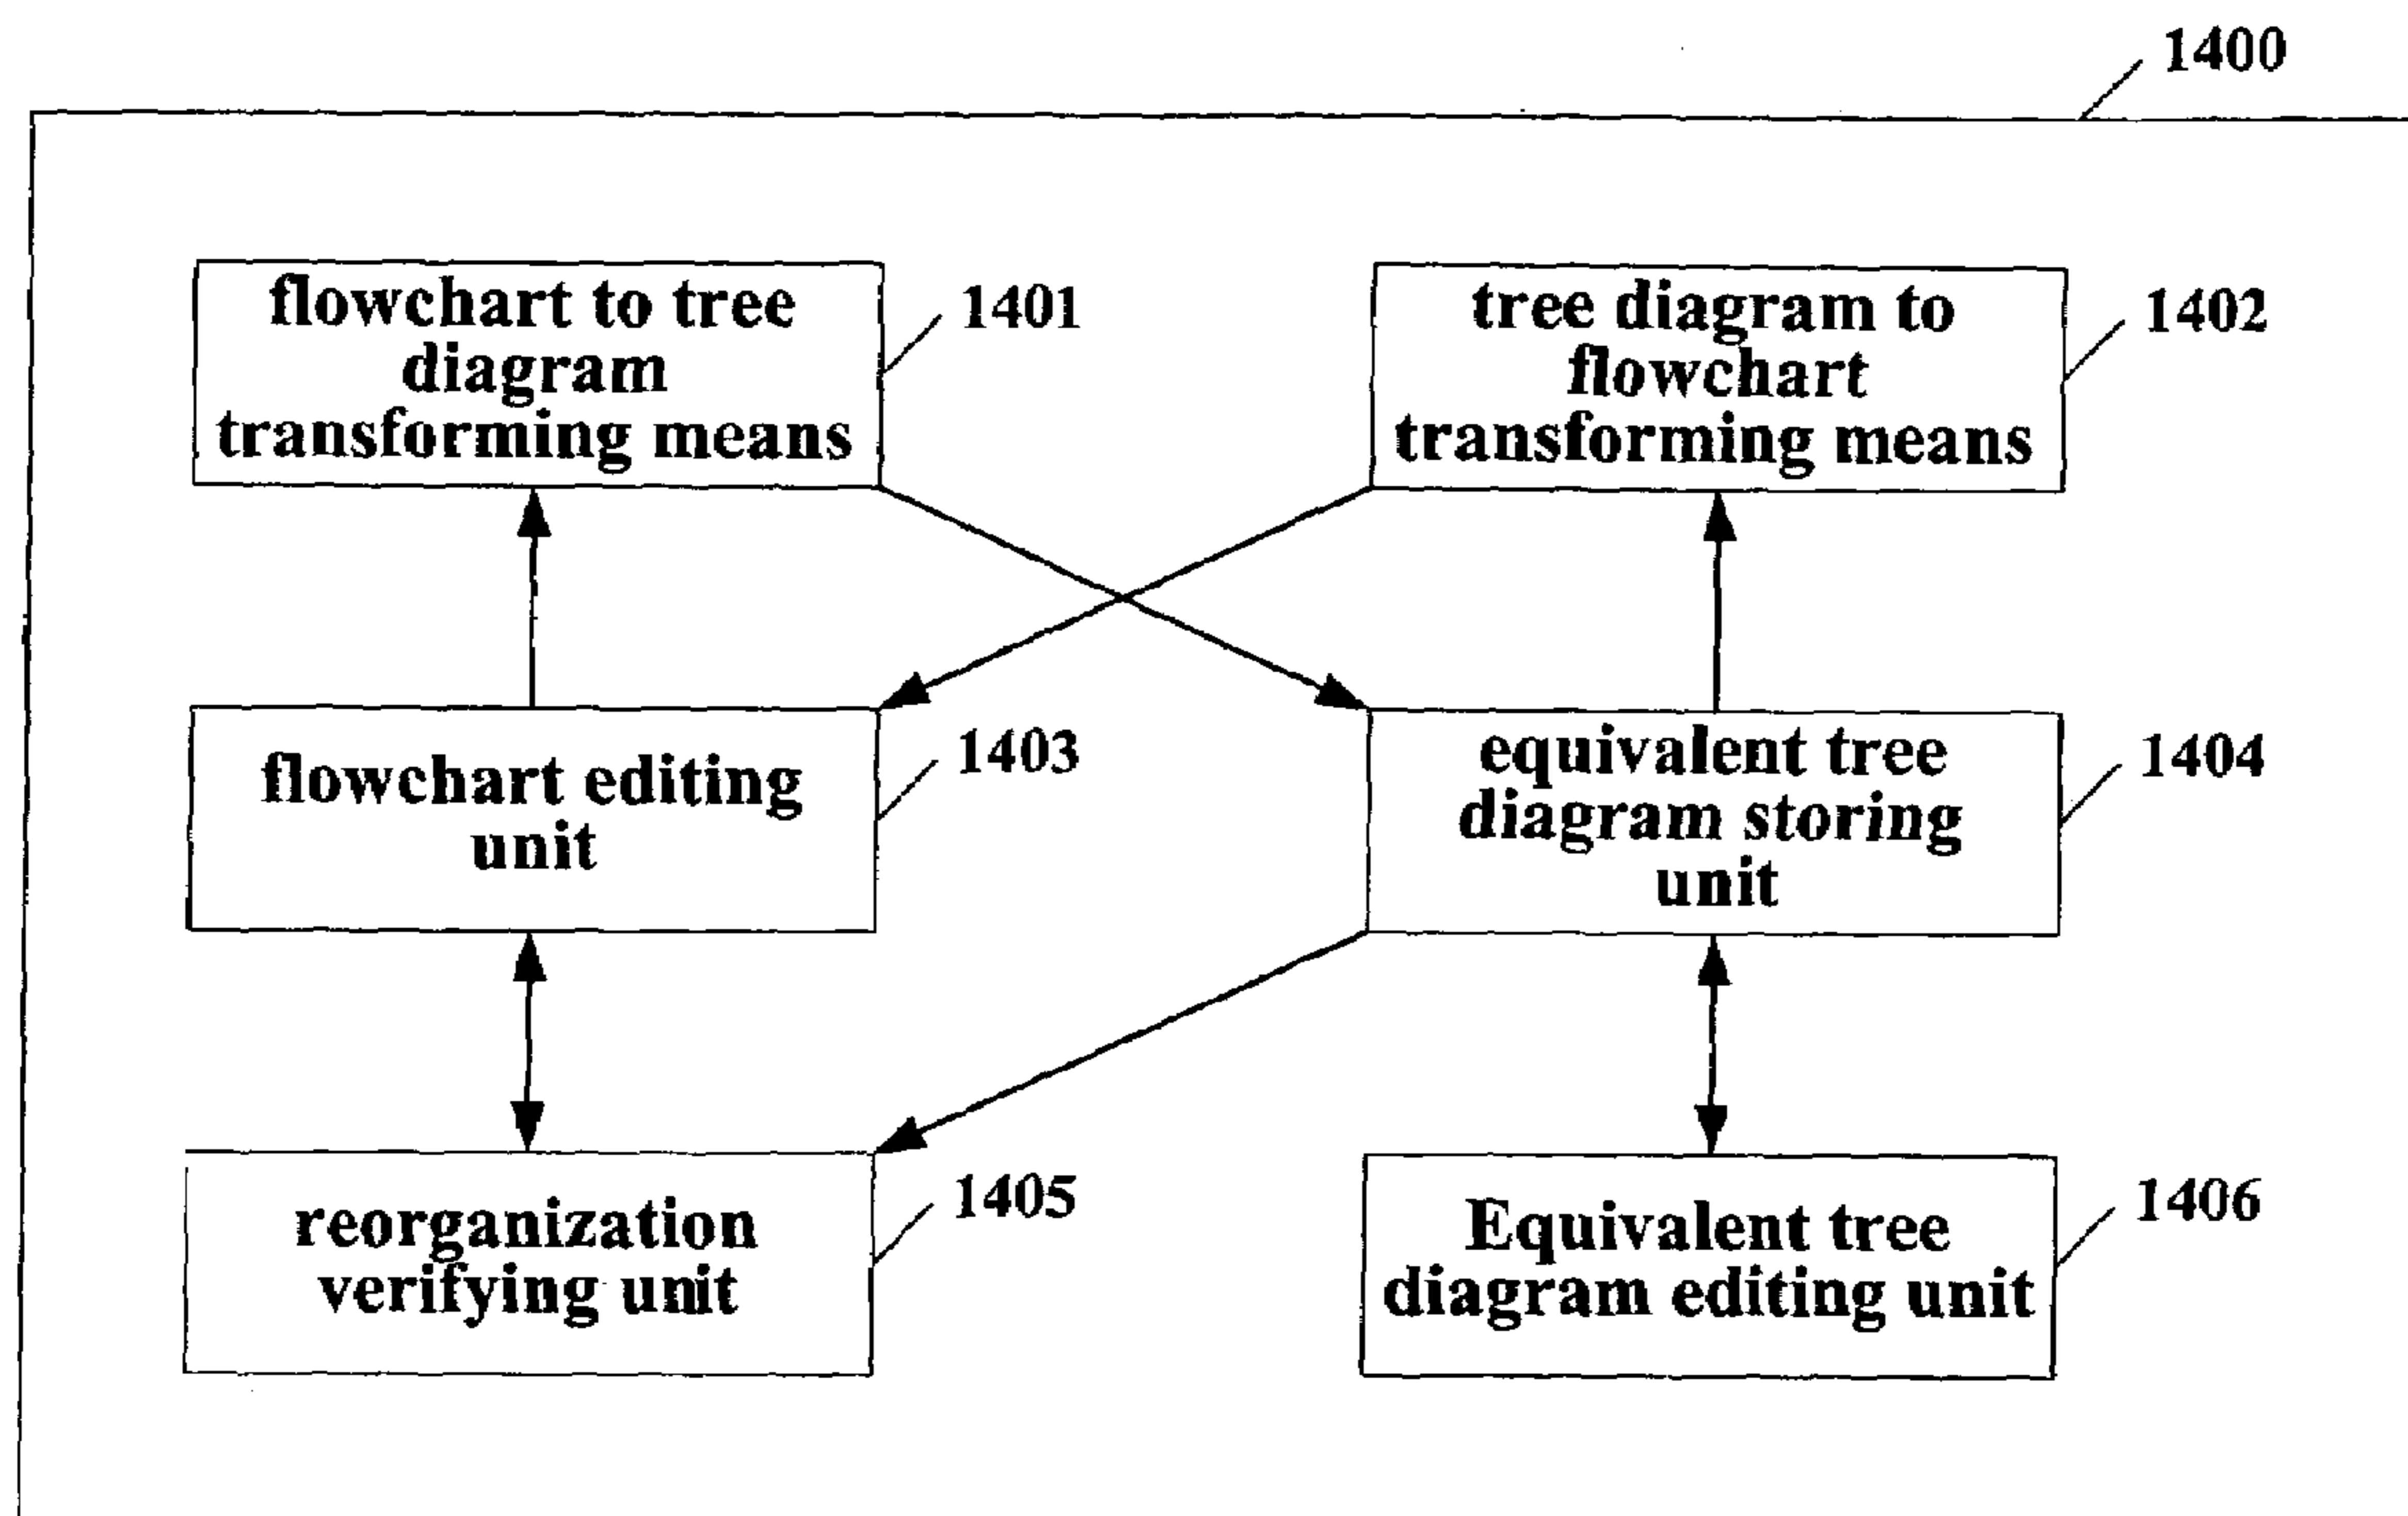 1400
flowchart to tree
diagram
transforming means
1401
tree diagram to
flowchart
transforming means
1402
flowchart editing
unit
1403
equivalent tree
diagram storing
unit
1404
reorganization
verifying unit
1405
Equivalent tree
diagram editing unit
1406